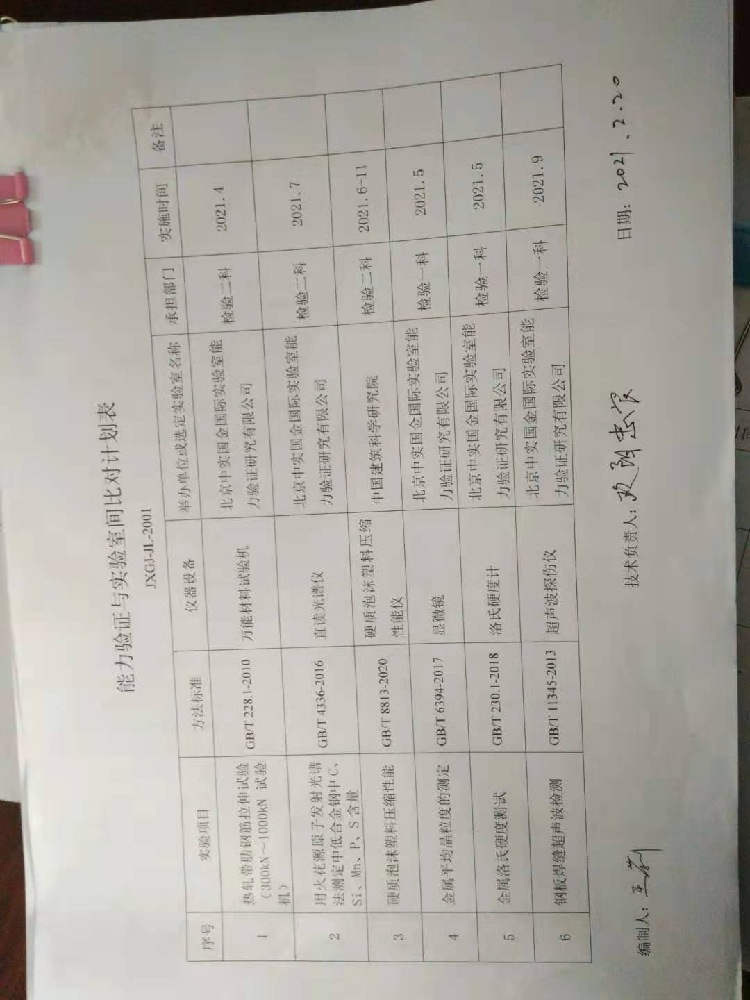 能力验证与实验室间比对计划表
JXGJ-JL-2001
序号 实验项目 方法标准 仪器设备 举办单位或选定实验室名称 承担部门 实施时间 备注
1 热轧带肋钢筋拉伸试验（300kN～1000kN 试验机） GB/T 228.1-2010 万能材料试验机 北京中实国金国际实验室能力验证研究有限公司 检验二科 2021.4
2 用火花源原子发射光谱法测定中低合金钢中 C、Si、Mn、P、S 含量 GB/T 4336-2016 直读光谱仪 北京中实国金国际实验室能力验证研究有限公司 检验二科 2021.7
3 硬质泡沫塑料压缩性能 GB/T 8813-2020 硬质泡沫塑料压缩性能仪 中国建筑科学研究院 检验二科 2021.6-11
4 金属平均晶粒度的测定 GB/T 6394-2017 显微镜 北京中实国金国际实验室能力验证研究有限公司 检验一科 2021.5
5 金属洛氏硬度测试 GB/T 230.1-2018 洛氏硬度计 北京中实国金国际实验室能力验证研究有限公司 检验一科 2021.5
6 钢板焊缝超声波检测 GB/T 11345-2013 超声波探伤仪 北京中实国金国际实验室能力验证研究有限公司 检验一科 2021.9
编制人：王莉 技术负责人： 日期：2021.2.20